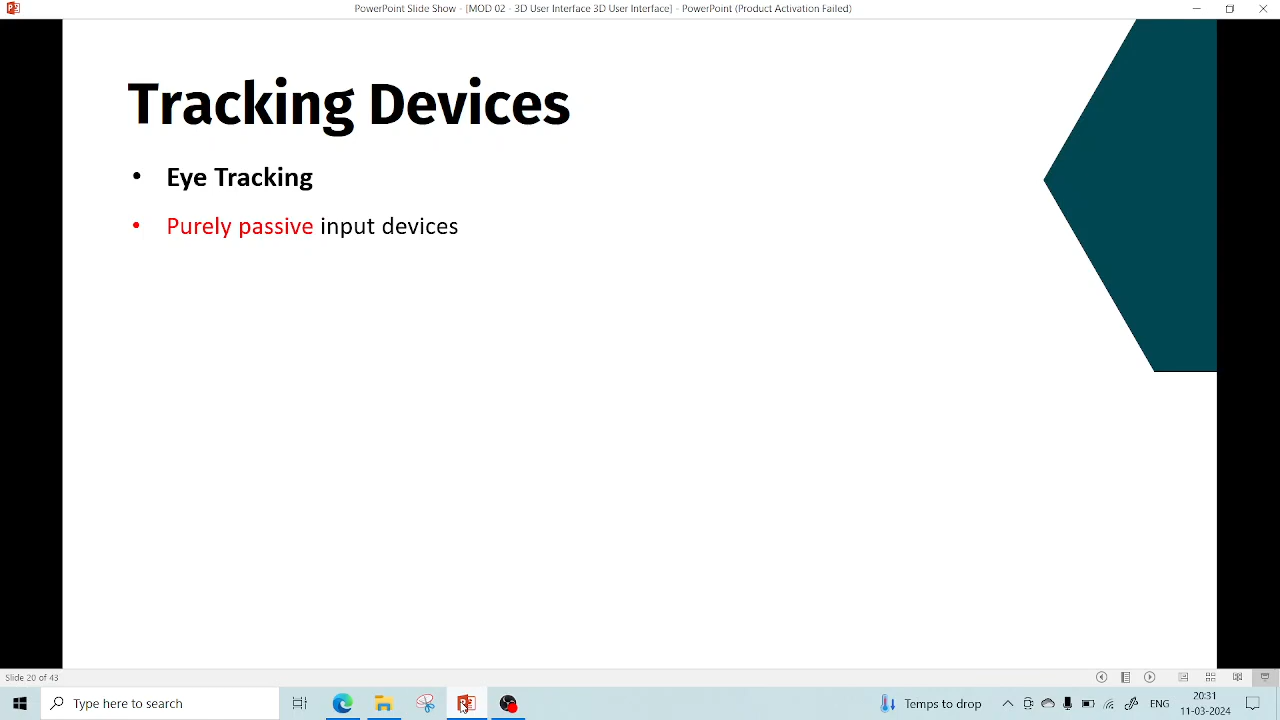 PowerPoint Slide Show - [MOD 02 - 3D User Interface 3D User Interface] - PowerPoint (Product Activation Failed)
Tracking Devices
• Eye Tracking
• Purely passive input devices
Slide 20 of 43
Type here to search
Temps to drop
ENG
20:31
11-03-2024